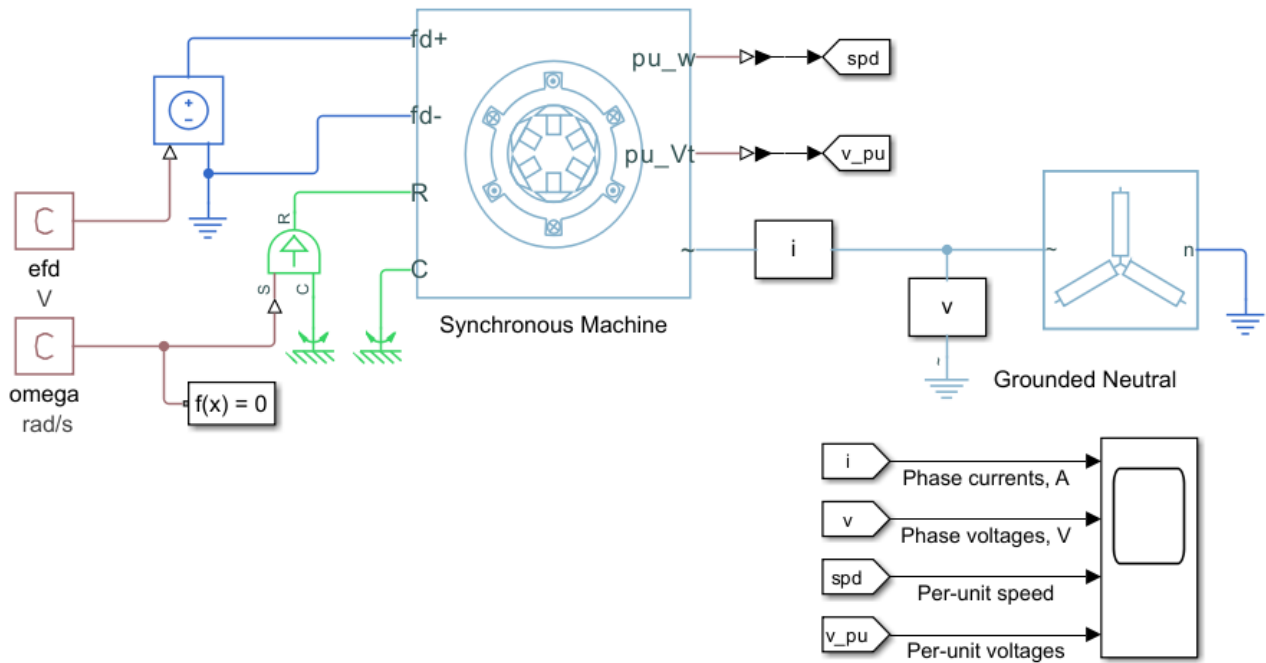 fd+
fd-
R
C
pu_w
pu_Vt
~
spd
v_pu
+
-
C
efd
V
C
omega
rad/s
R
S
C
f(x) = 0
Synchronous Machine
i
v
~
~
n
Grounded Neutral
i
Phase currents, A
v
Phase voltages, V
spd
Per-unit speed
v_pu
Per-unit voltages